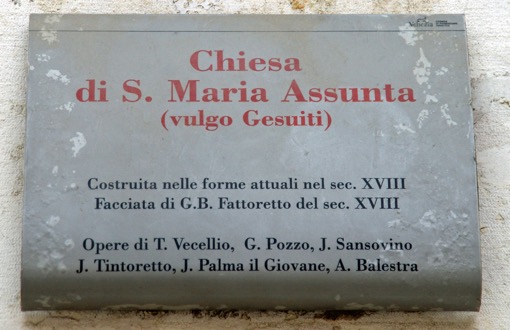 Venezia
Chiesa
di S. Maria Assunta
(vulgo Gesuiti)
Costruita nelle forme attuali nel sec. XVIII
Facciata di G.B. Fattoretto del sec. XVIII
Opere di T. Vecellio, G. Pozzo, J. Sansovino
J. Tintoretto, J. Palma il Giovane, A. Balestra